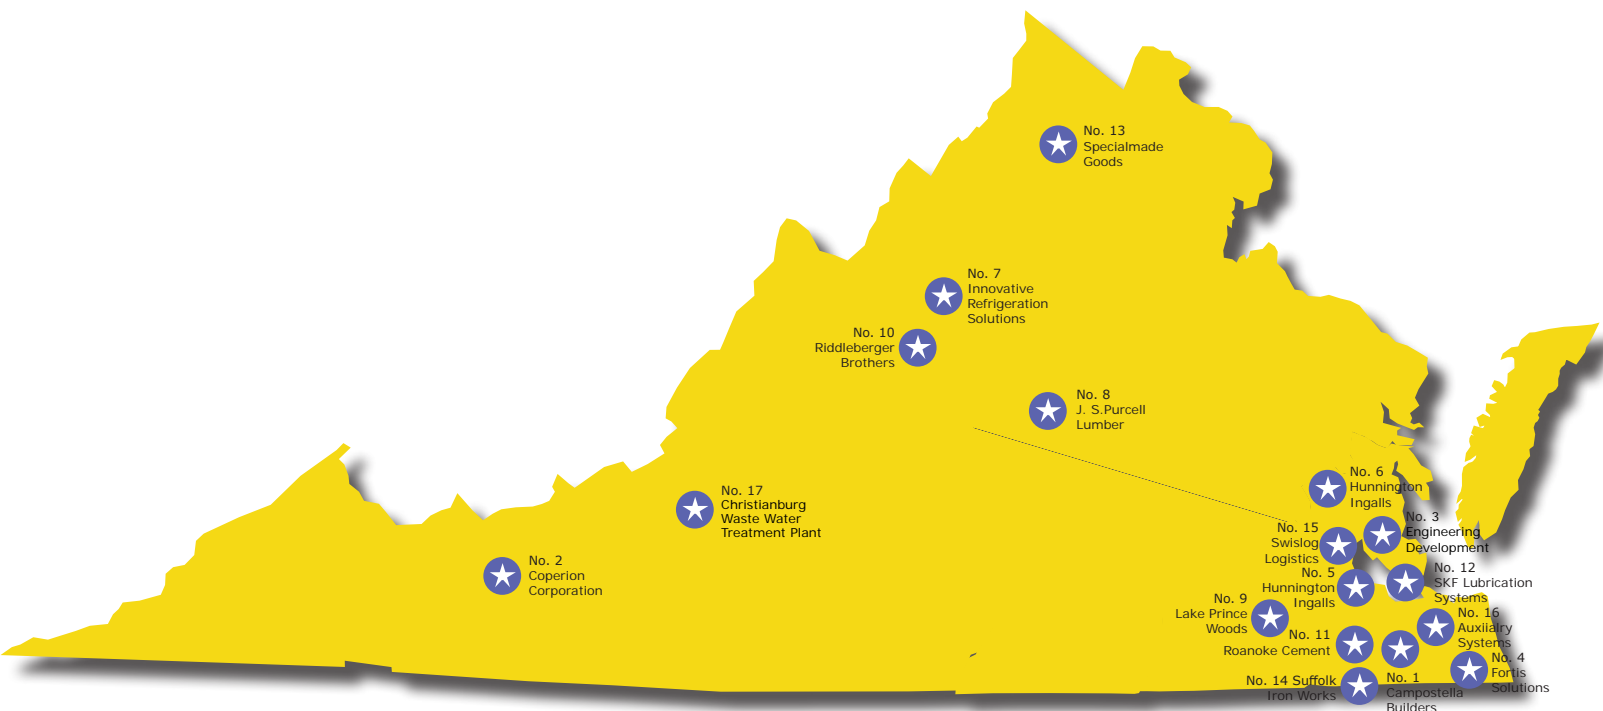 No. 13
Specialmade
Goods
No. 7
Innovative
Refrigeration
Solutions
No. 10
Riddleberger
Brothers
No. 8
J. S.Purcell
Lumber
No. 6
Hunnington
Ingalls
No. 17
Christianburg
Waste Water
Treatment Plant
No. 3
Engineering
Development
No. 15
Swislog
Logistics
No. 2
Coperion
Corporation
No. 12
SKF Lubrication
Systems
No. 5
Hunnington
Ingalls
No. 9
Lake Prince
Woods
No. 16
Auxiialry
Systems
No. 11
Roanoke Cement
No. 4
Fortis
Solutions
No. 14 Suffolk
Iron Works
No. 1
Campostella
Builders